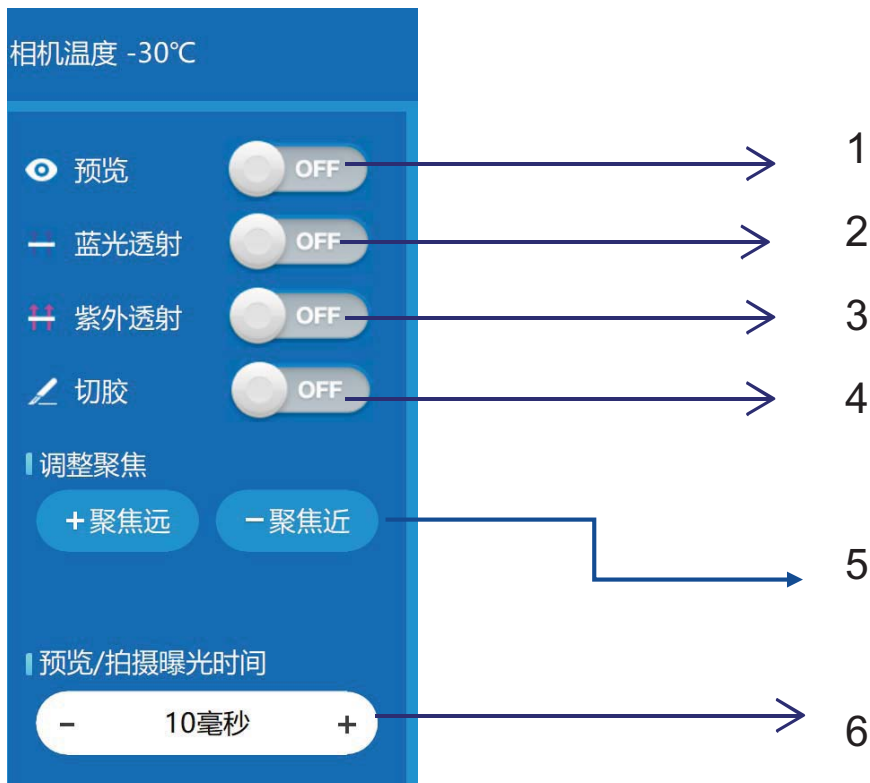 相机温度 -30℃
预览 OFF 1
蓝光透射 OFF 2
紫外透射 OFF 3
切胶 OFF 4
调整聚焦
+聚焦远 -聚焦近 5
预览/拍摄曝光时间
- 10毫秒 + 6